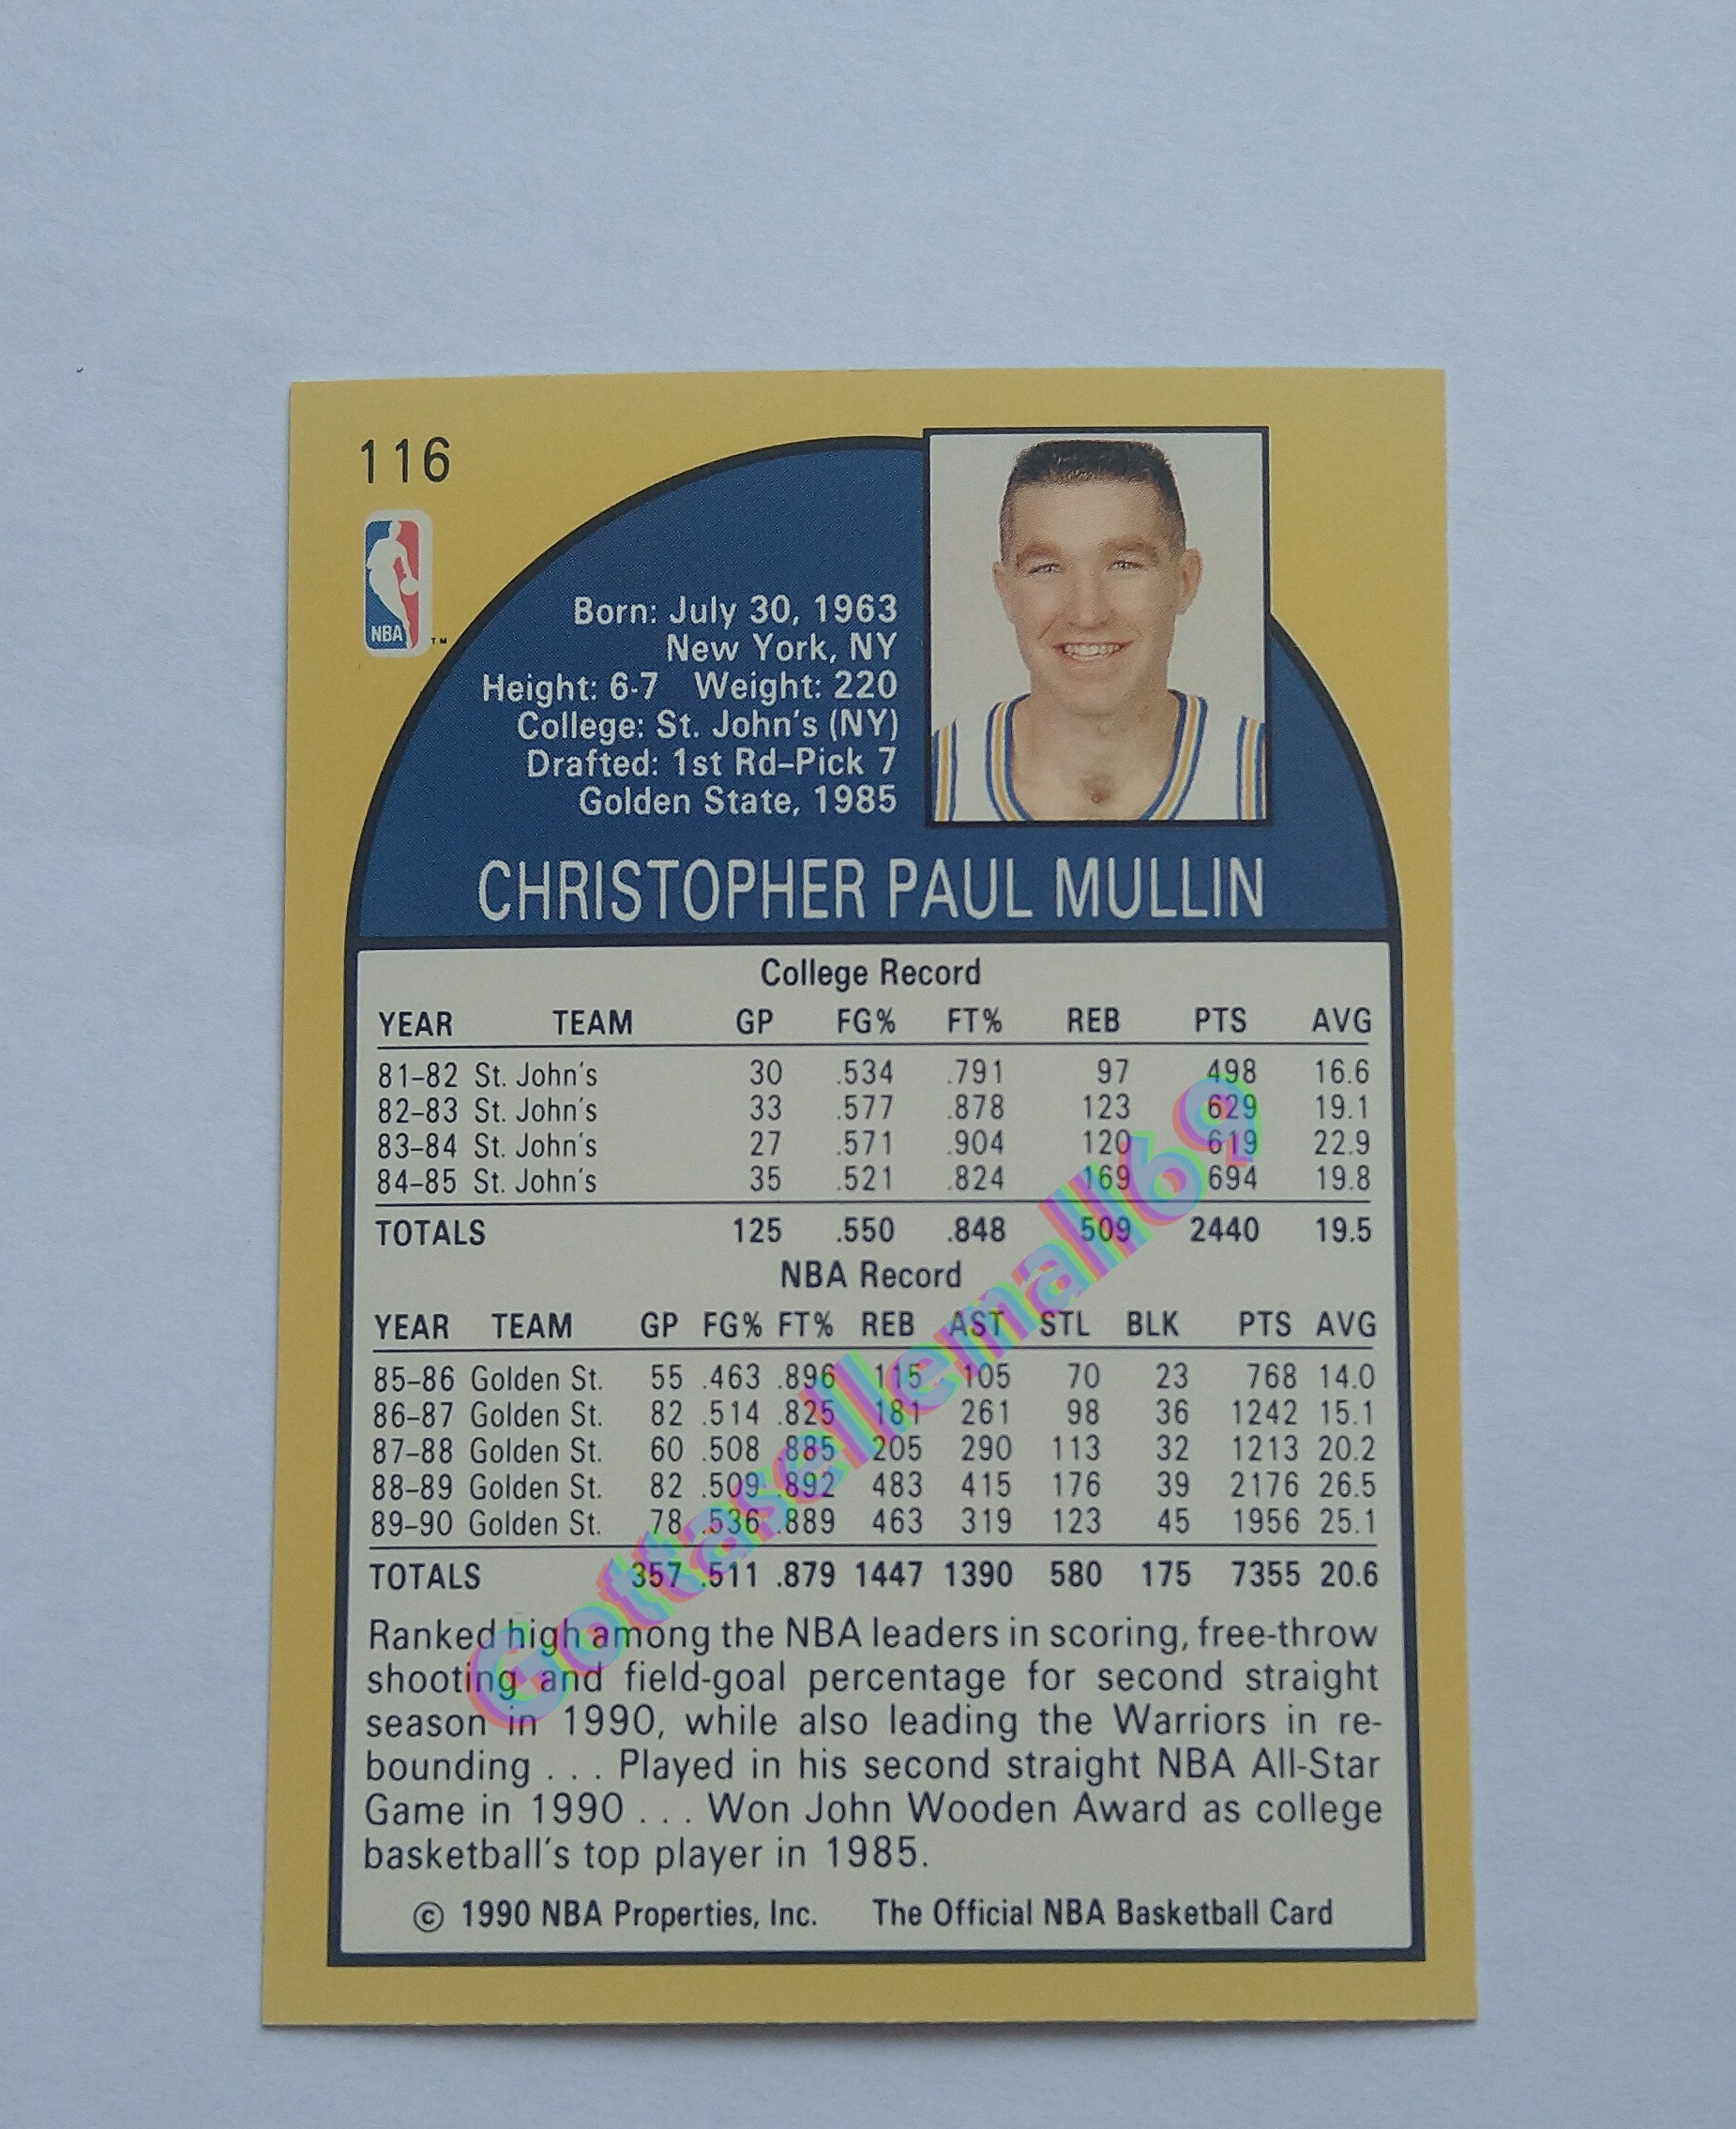 116
NBA
TM
Born: July 30, 1963
New York, NY
Height: 6-7 Weight: 220
College: St. John's (NY)
Drafted: 1st Rd–Pick 7
Golden State, 1985
CHRISTOPHER PAUL MULLIN
College Record
YEAR TEAM GP FG% FT% REB PTS AVG
81–82 St. John's 30 .534 .791 97 498 16.6
82–83 St. John's 33 .577 .878 123 629 19.1
83–84 St. John's 27 .571 .904 120 619 22.9
84–85 St. John's 35 .521 .824 169 694 19.8
TOTALS 125 .550 .848 509 2440 19.5
NBA Record
YEAR TEAM GP FG% FT% REB AST STL BLK PTS AVG
85–86 Golden St. 55 .463 .896 115 105 70 23 768 14.0
86–87 Golden St. 82 .514 .825 181 261 98 36 1242 15.1
87–88 Golden St. 60 .508 .885 205 290 113 32 1213 20.2
88–89 Golden St. 82 .509 .892 483 415 176 39 2176 26.5
89–90 Golden St. 78 .536 .889 463 319 123 45 1956 25.1
TOTALS 357 .511 .879 1447 1390 580 175 7355 20.6
Ranked high among the NBA leaders in scoring, free-throw
shooting and field-goal percentage for second straight
season in 1990, while also leading the Warriors in re-
bounding . . . Played in his second straight NBA All-Star
Game in 1990 . . . Won John Wooden Award as college
basketball's top player in 1985.
© 1990 NBA Properties, Inc. The Official NBA Basketball Card
Gottasellemall69